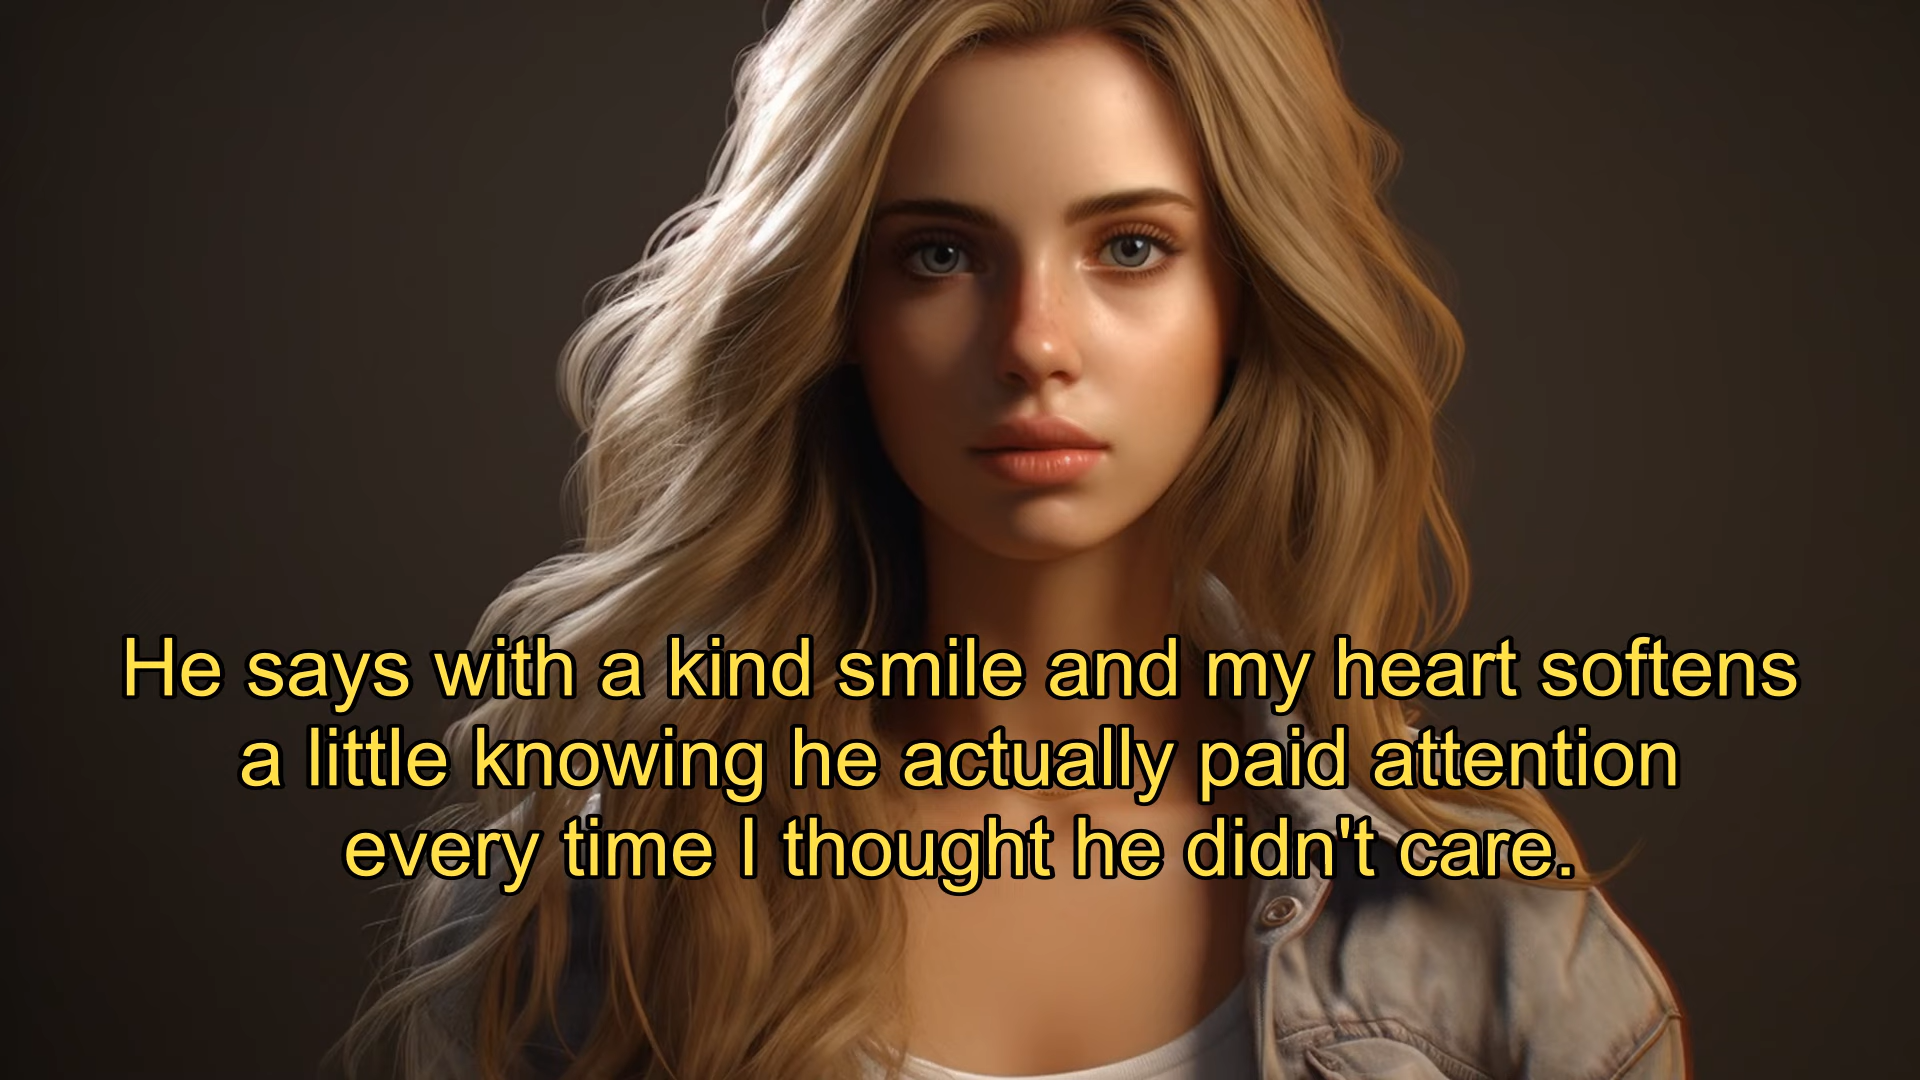 He says with a kind smile and my heart softens
a little knowing he actually paid attention
every time I thought he didn't care.